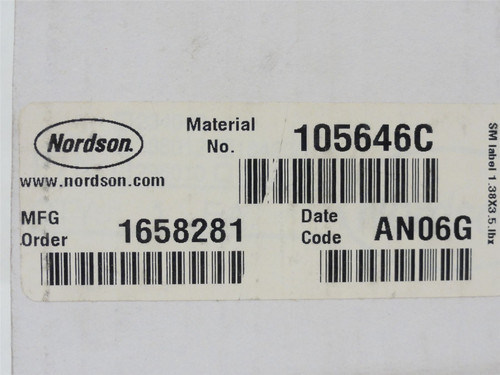 Nordson.
www.nordson.com
Material No. 105646C
MFG Order 1658281
Date Code AN06G
SM label 1.38X3.5.lbx